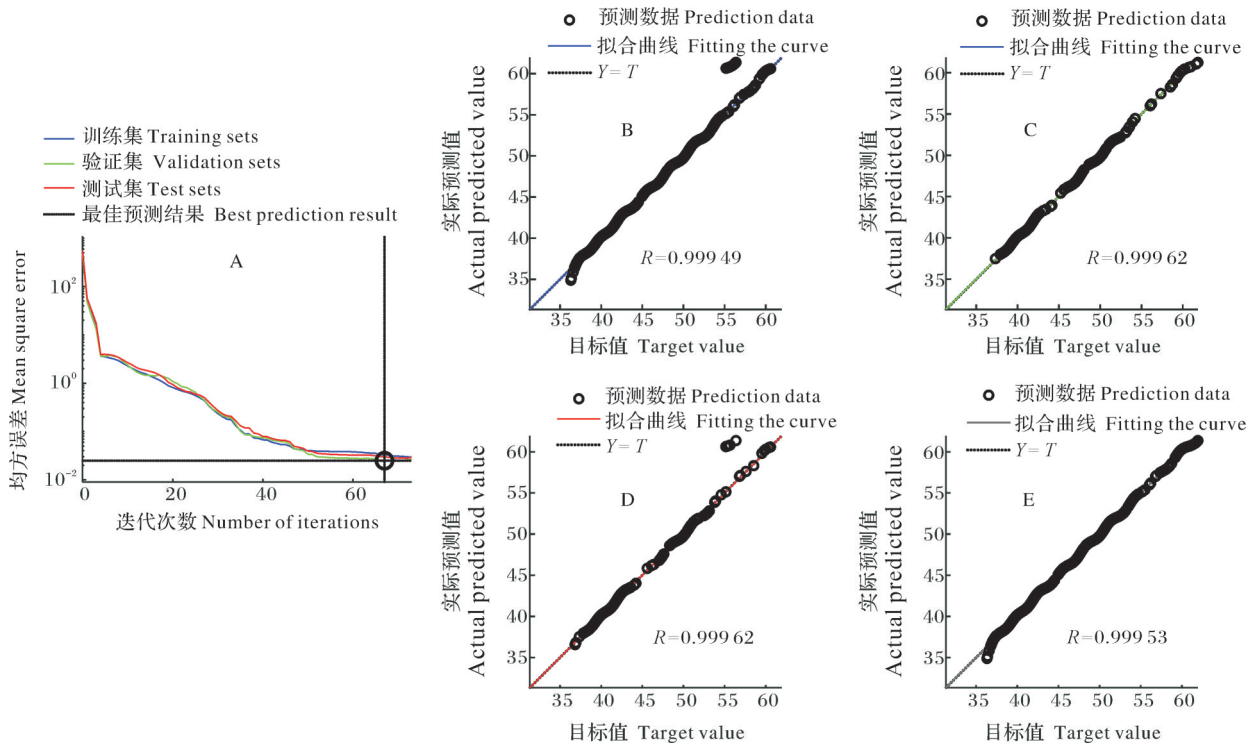 训练集 Training sets
验证集 Validation sets
测试集 Test sets
最佳预测结果 Best prediction result
A
均方误差 Mean square error
10²
10⁰
10⁻²
0 20 40 60
迭代次数 Number of iterations
预测数据 Prediction data
拟合曲线 Fitting the curve
Y=T
B
实际预测值
Actual predicted value
60
55
50
45
40
35
R=0.999 49
35 40 45 50 55 60
目标值 Target value
预测数据 Prediction data
拟合曲线 Fitting the curve
Y=T
C
实际预测值
Actual predicted value
60
55
50
45
40
35
R=0.999 62
35 40 45 50 55 60
目标值 Target value
预测数据 Prediction data
拟合曲线 Fitting the curve
Y=T
D
实际预测值
Actual predicted value
60
55
50
45
40
35
R=0.999 62
35 40 45 50 55 60
目标值 Target value
预测数据 Prediction data
拟合曲线 Fitting the curve
Y=T
E
实际预测值
Actual predicted value
60
55
50
45
40
35
R=0.999 53
35 40 45 50 55 60
目标值 Target value